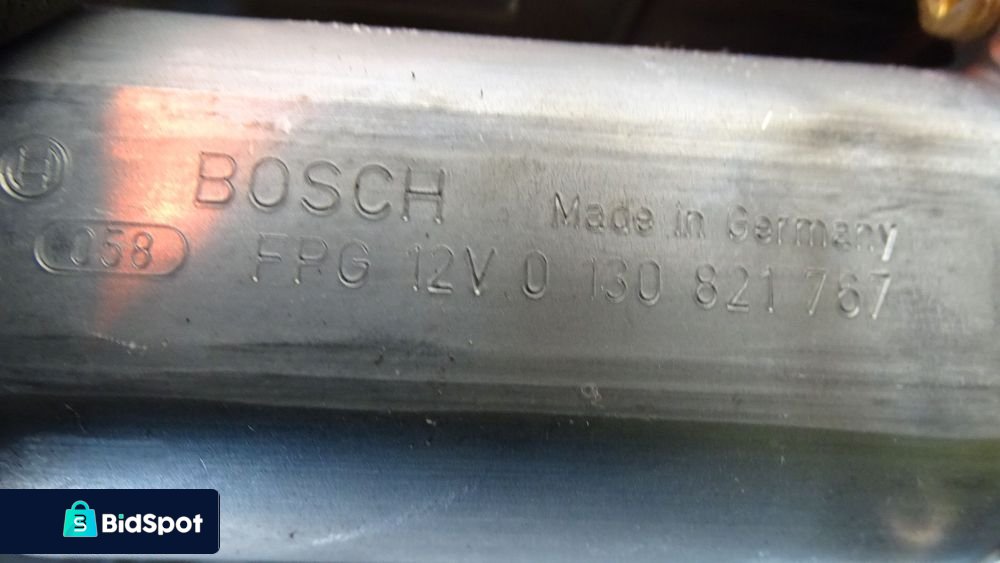 BOSCH
Made in Germany
058
FPG 12V 0 130 821 767
BidSpot